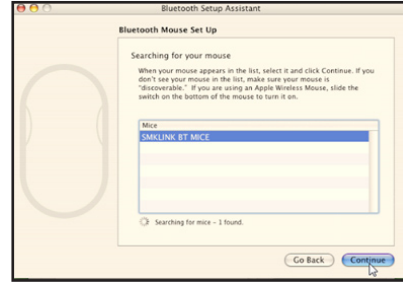 Bluetooth Setup Assistant
Bluetooth Mouse Set Up
Searching for your mouse
When your mouse appears in the list, select it and click Continue. If you
don't see your mouse in the list, make sure your mouse is
"discoverable." If you are using an Apple Wireless Mouse, slide the
switch on the bottom of the mouse to turn it on.
Mice
SMKLINK BT MICE
Searching for mice – 1 found.
Go Back Continue